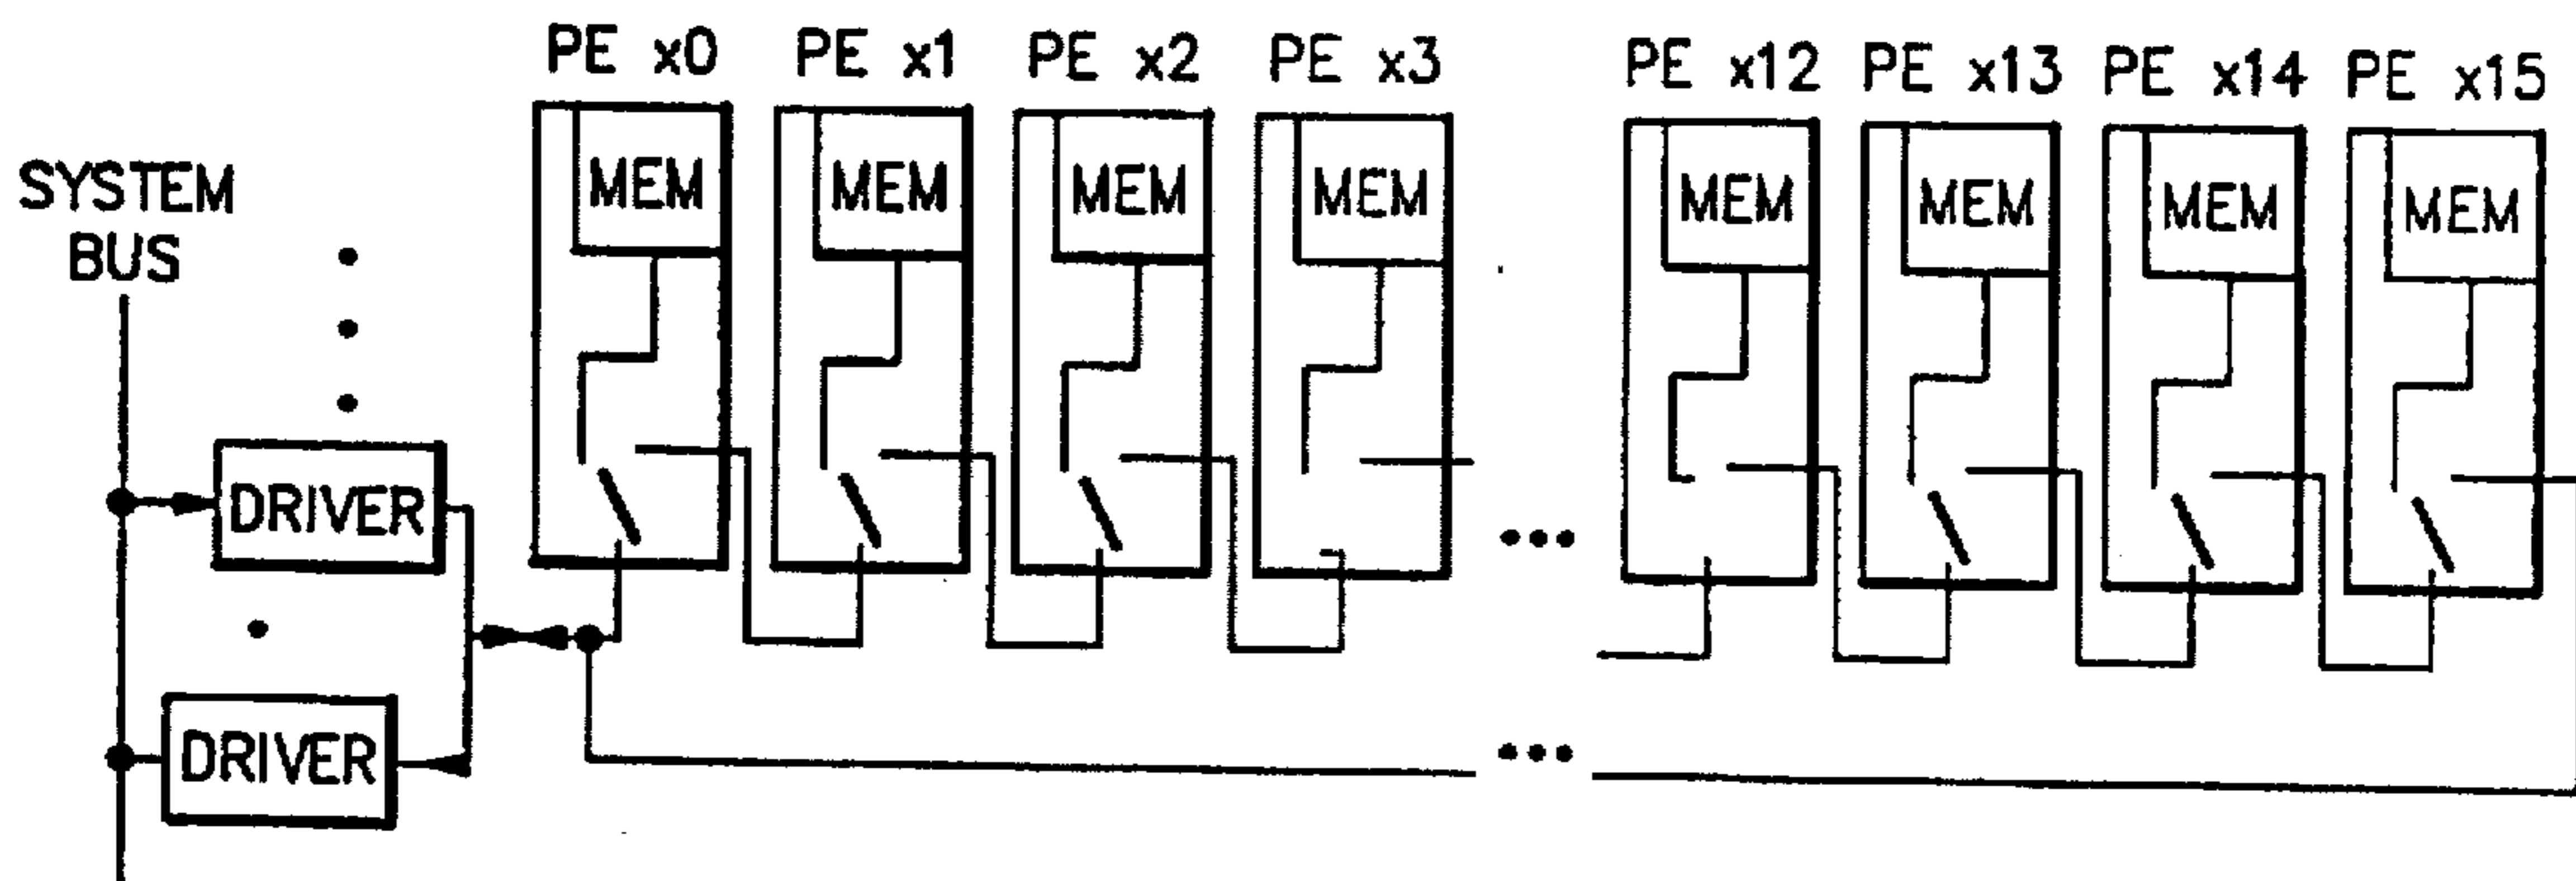 PE x0 PE x1 PE x2 PE x3 PE x12 PE x13 PE x14 PE x15
MEM MEM MEM MEM MEM MEM MEM MEM
SYSTEM
BUS
DRIVER
...
DRIVER
...